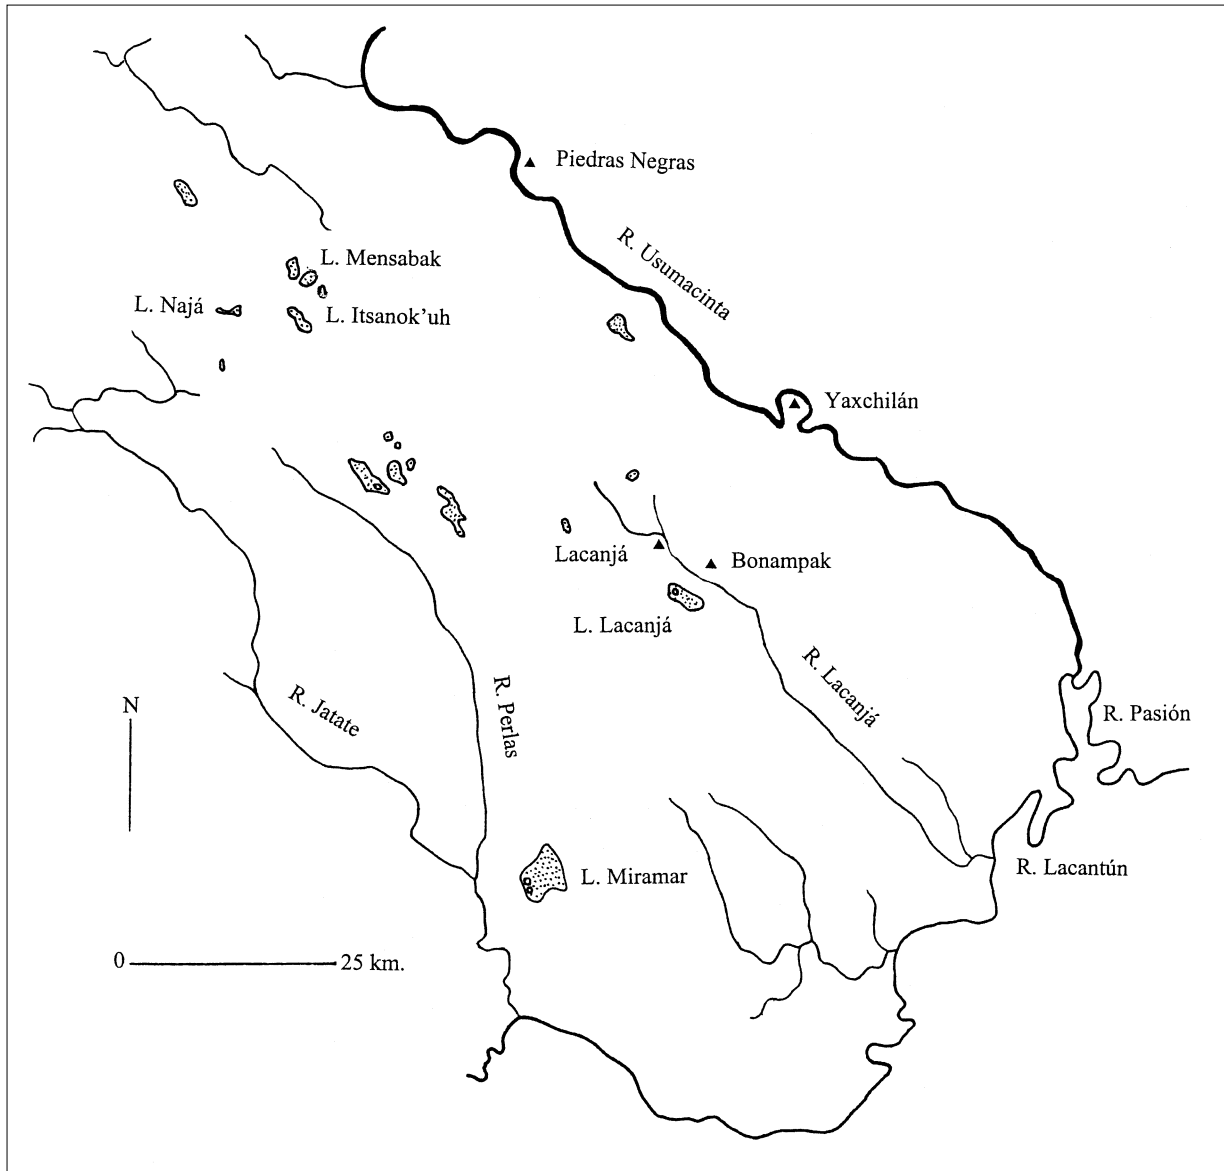 Piedras Negras
R. Usumacinta
L. Mensabak
L. Najá
L. Itsanok’uh
Yaxchilán
Lacanjá
Bonampak
L. Lacanjá
R. Lacanjá
R. Perlas
R. Jatate
N
R. Pasión
L. Miramar
R. Lacantún
0
25 km.